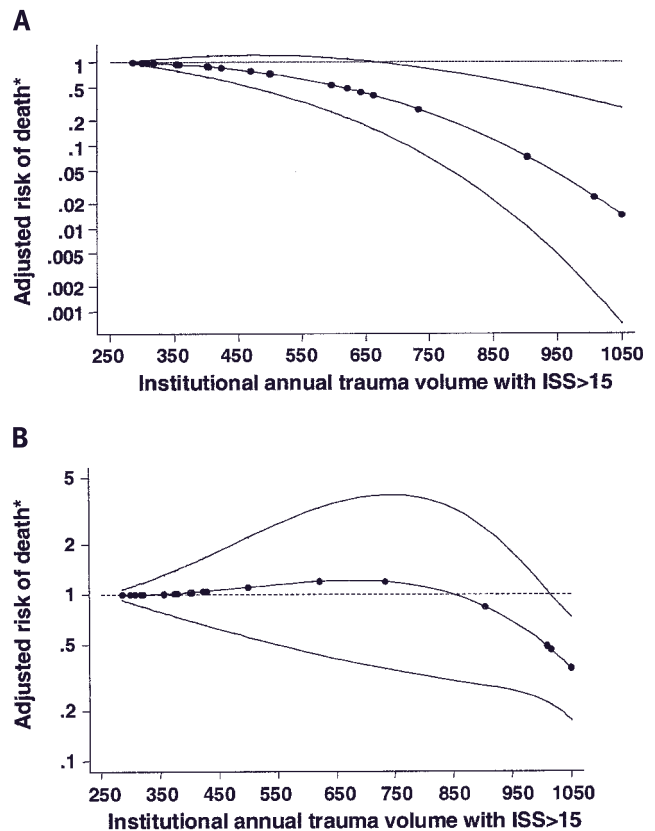 A
Adjusted risk of death*
1
.5
.2
.1
.05
.02
.01
.005
.002
.001
250 350 450 550 650 750 850 950 1050
Institutional annual trauma volume with ISS>15
B
Adjusted risk of death*
5
2
1
.5
.2
.1
250 350 450 550 650 750 850 950 1050
Institutional annual trauma volume with ISS>15